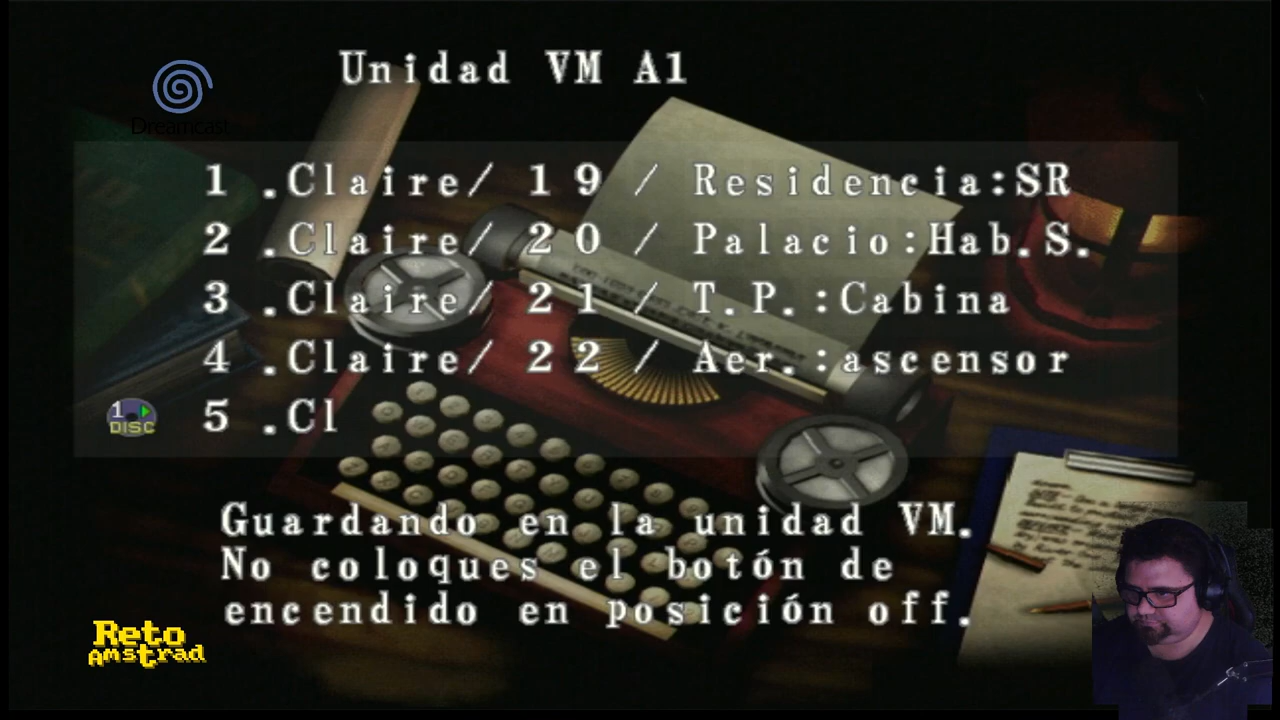 Unidad VM A1
Dreamcast
1 .Claire/ 19 / Residencia:SR
2 .Claire/ 20 / Palacio:Hab.S.
3 .Claire/ 21 / T.P.:Cabina
4 .Claire/ 22 / Aer.:ascensor
1
DISC
5 .Cl
Guardando en la unidad VM.
No coloques el botón de
encendido en posición off.
Reto
Amstrad